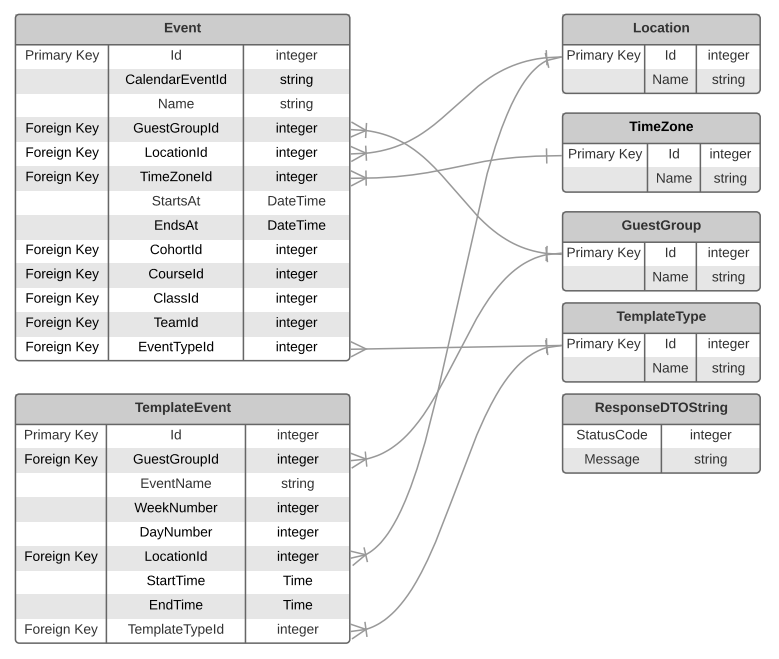 Event
Primary Key Id integer
CalendarEventId string
Name string
Foreign Key GuestGroupId integer
Foreign Key LocationId integer
Foreign Key TimeZoneId integer
StartsAt DateTime
EndsAt DateTime
Foreign Key CohortId integer
Foreign Key CourseId integer
Foreign Key ClassId integer
Foreign Key TeamId integer
Foreign Key EventTypeId integer
TemplateEvent
Primary Key Id integer
Foreign Key GuestGroupId integer
EventName string
WeekNumber integer
DayNumber integer
Foreign Key LocationId integer
StartTime Time
EndTime Time
Foreign Key TemplateTypeId integer
Location
Primary Key Id integer
Name string
TimeZone
Primary Key Id integer
Name string
GuestGroup
Primary Key Id integer
Name string
TemplateType
Primary Key Id integer
Name string
ResponseDTOString
StatusCode integer
Message string